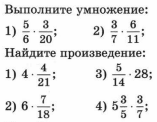 Выполните умножение:
1) 5/6 · 3/20; 2) 3/7 · 6/11;
Найдите произведение:
1) 4 · 4/21; 3) 5/14 · 28;
2) 6 · 7/18; 4) 5 3/5 · 3/7;